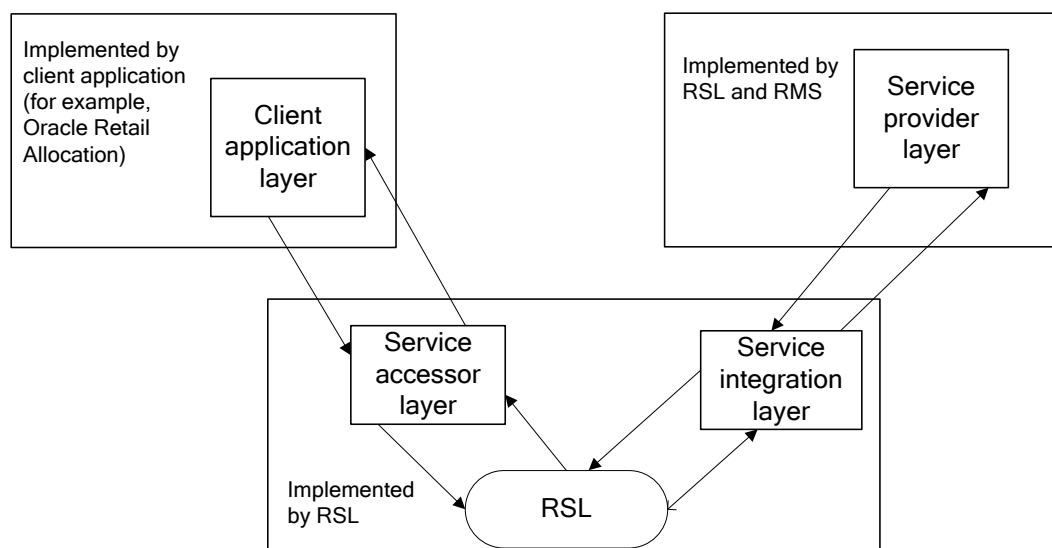 Implemented by
client application
(for example,
Oracle Retail
Allocation)
Client
application
layer
Implemented by
RSL and RMS
Service
provider
layer
Service
accessor
layer
Service
integration
layer
Implemented
by RSL
RSL